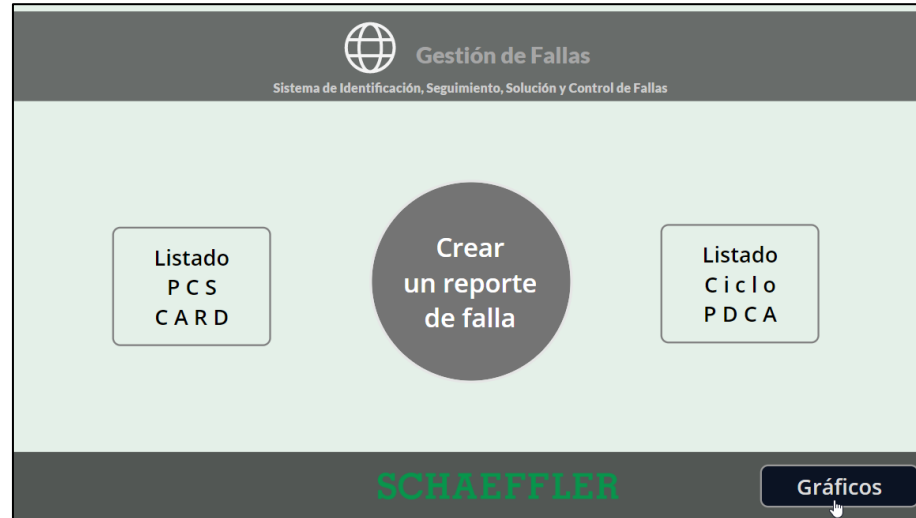 Gestión de Fallas
Sistema de Identificación, Seguimiento, Solución y Control de Fallas
Listado
P C S
C A R D
Crear
un reporte
de falla
Listado
C i c l o
P D C A
SCHAEFFLER
Gráficos